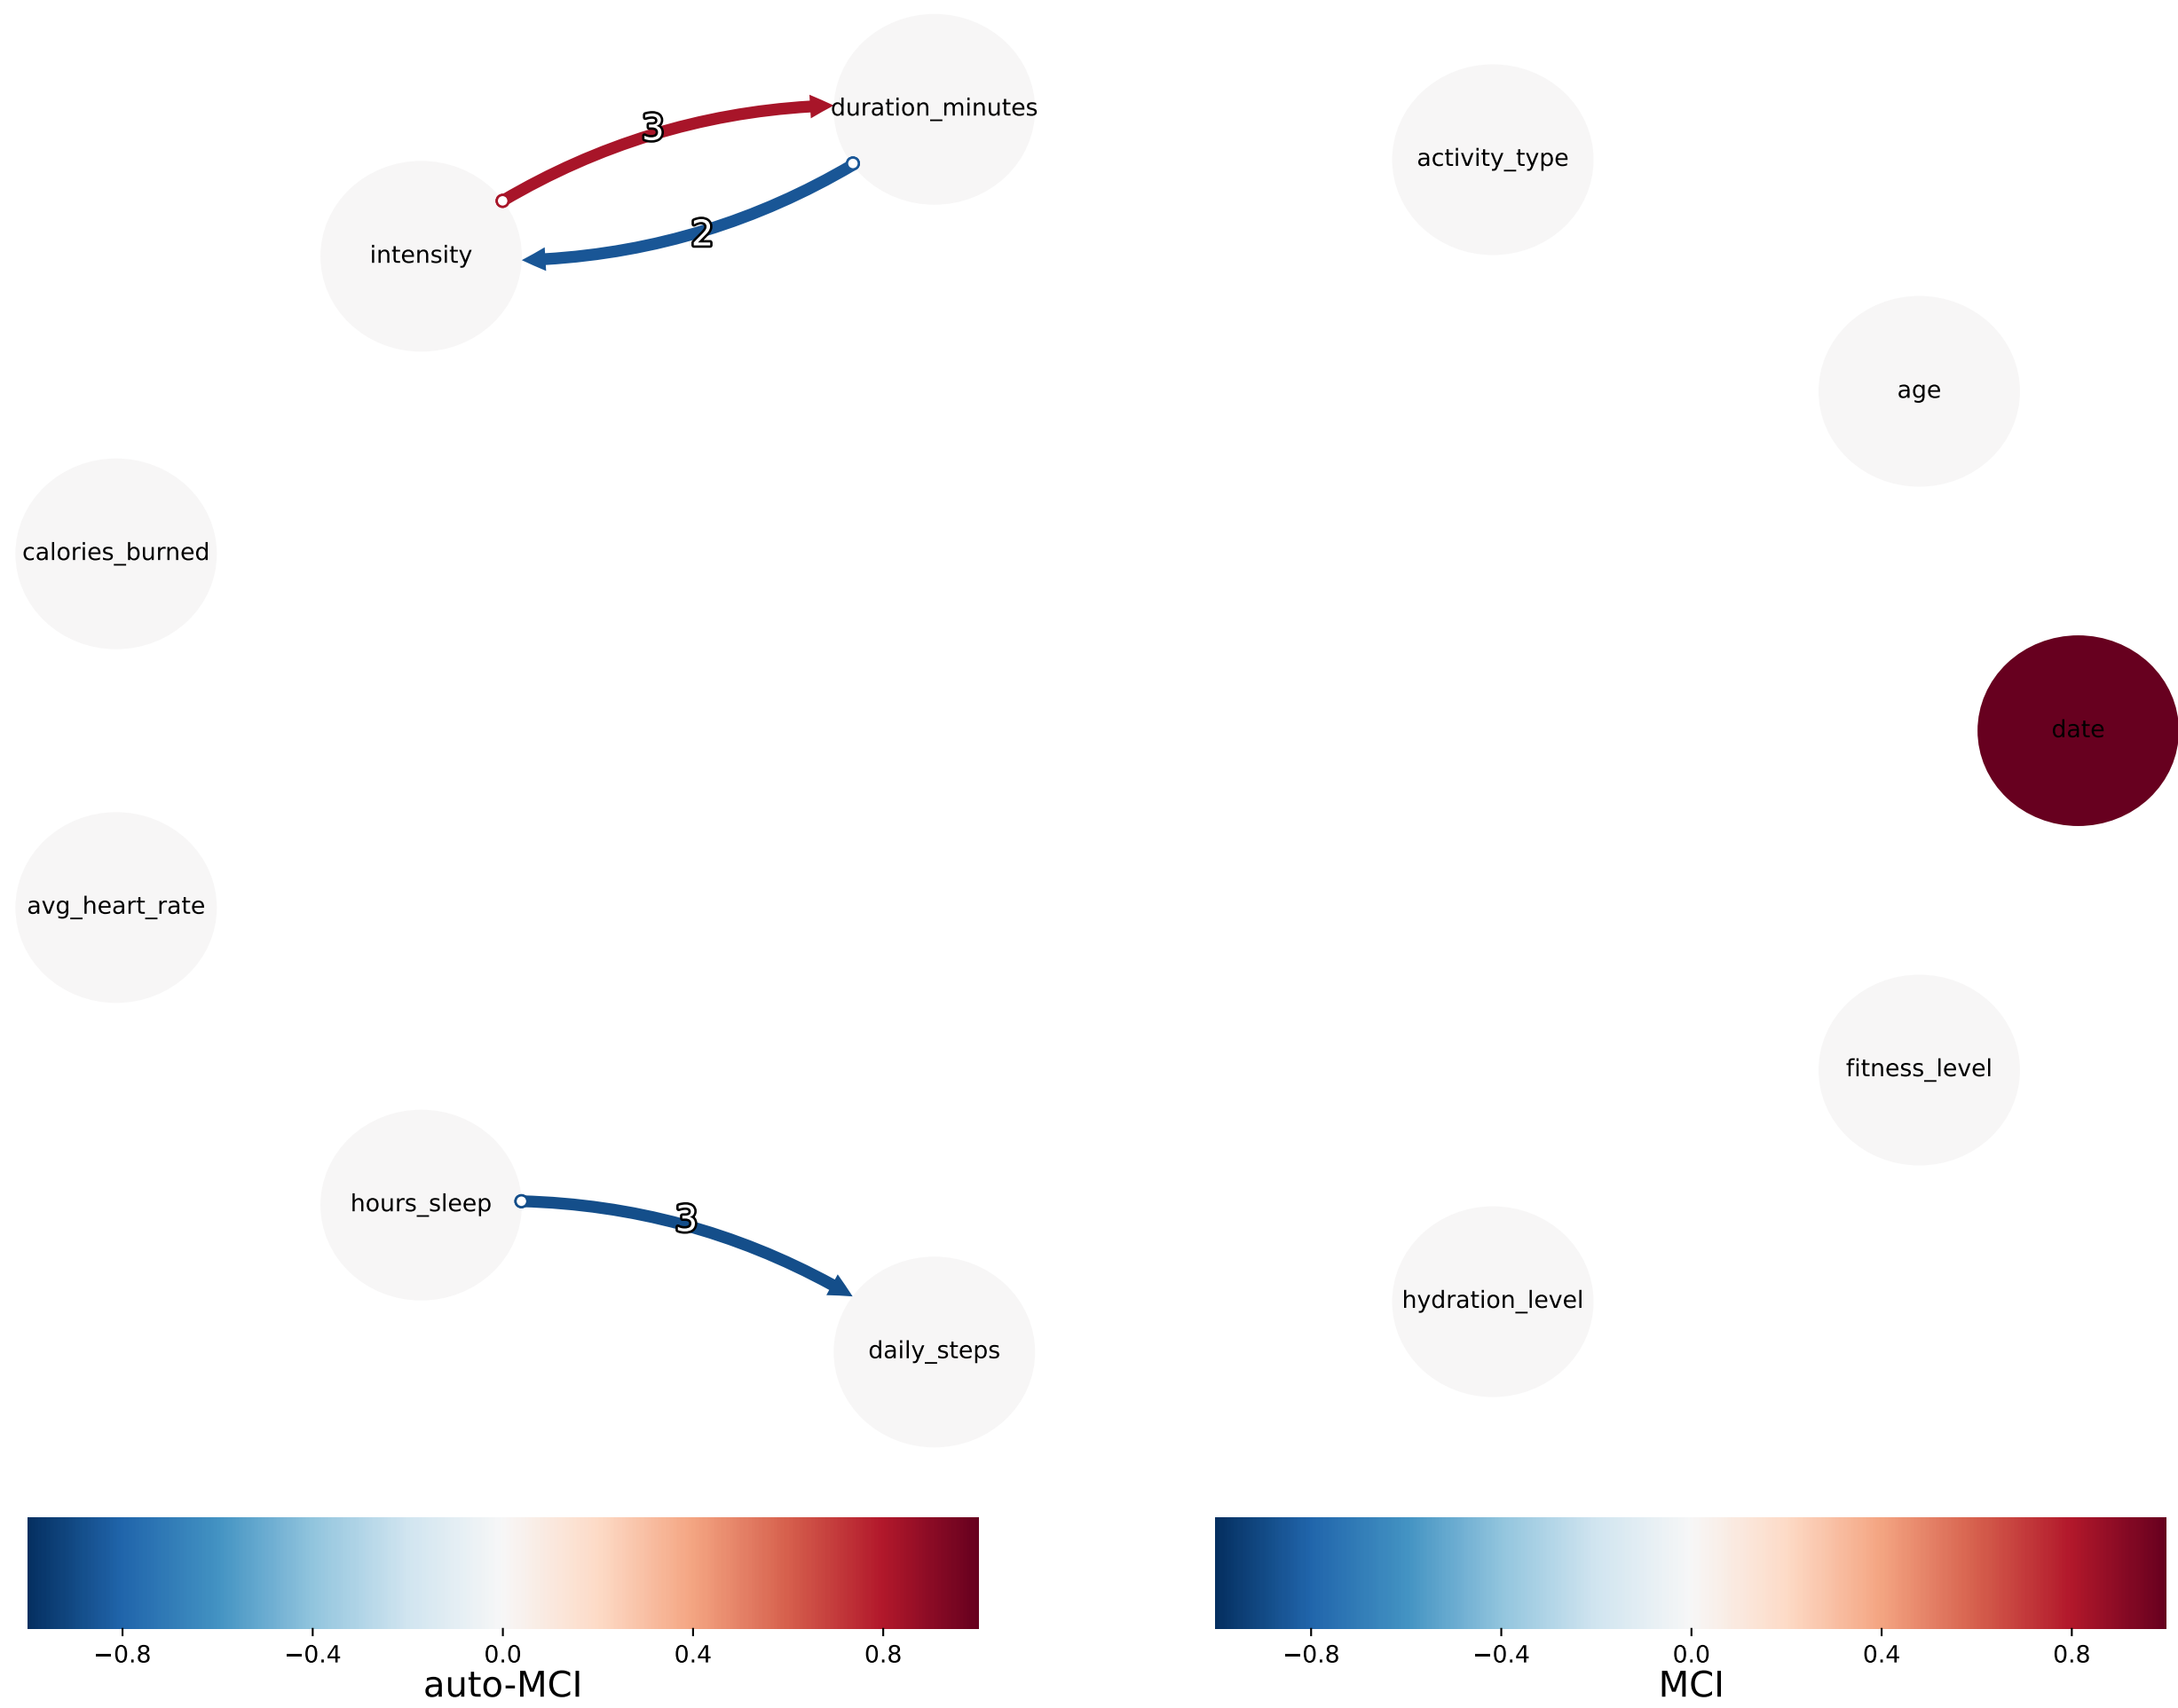 duration_minutes
3
activity_type
2
intensity
age
calories_burned
date
avg_heart_rate
fitness_level
hours_sleep
3
hydration_level
daily_steps
−0.8 −0.4 0.0 0.4 0.8
auto-MCI
−0.8 −0.4 0.0 0.4 0.8
MCI